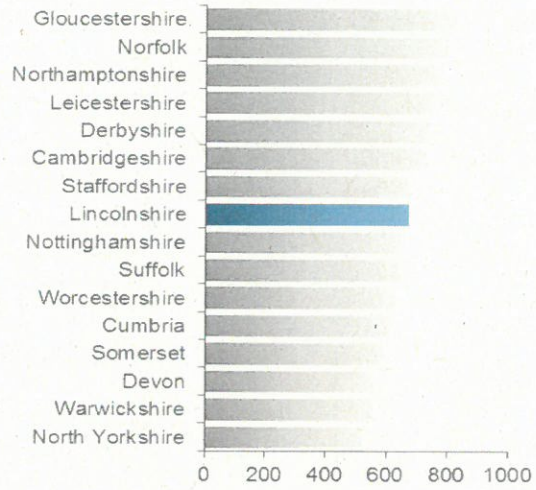 Gloucestershire
Norfolk
Northamptonshire
Leicestershire
Derbyshire
Cambridgeshire
Staffordshire
Lincolnshire
Nottinghamshire
Suffolk
Worcestershire
Cumbria
Somerset
Devon
Warwickshire
North Yorkshire
0 200 400 600 800 1000